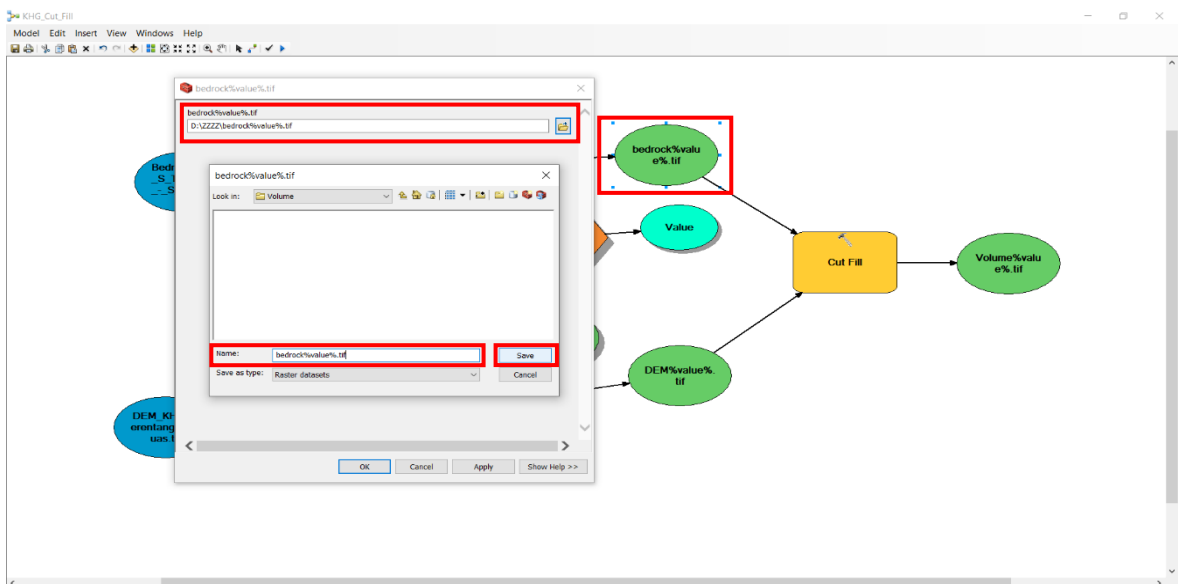 KHG_Cut_Fill
Model Edit Insert View Windows Help
bedrock%value%.tif
bedrock%value%.tif
D:\ZZZZ\bedrock%value%.tif
bedrock%value%.tif
Look in: Volume
Name: bedrock%value%.tif
Save
Save as type: Raster datasets
Cancel
OK Cancel Apply Show Help >>
Bedr
_S_
_-_S
DEM_KH
erentang
uas.t
bedrock%valu
e%.tif
Value
Cut Fill
Volume%valu
e%.tif
DEM%value%.
tif